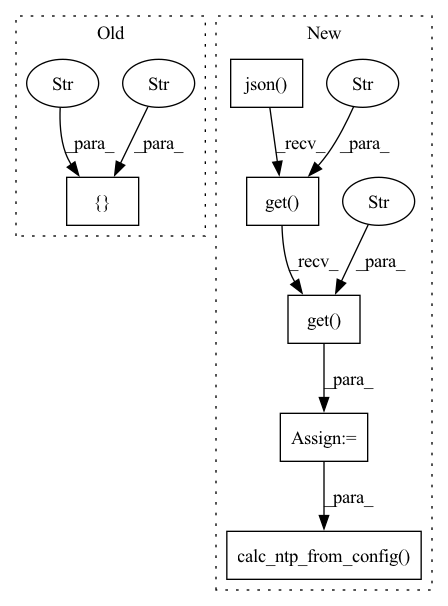 Old
New
Str
Str
json()
Str
_para_
_para_
_recv_
_para_
{}
get()
Str
_recv_
_para_
get()
_para_
Assign:=
_para_
calc_ntp_from_config()